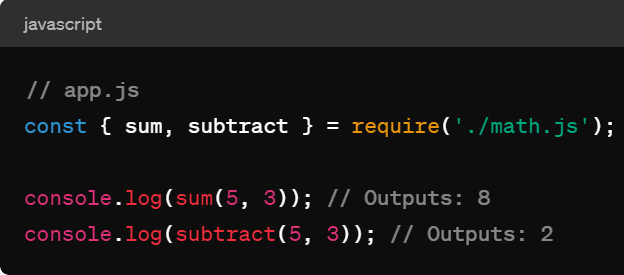 javascript
// app.js
const { sum, subtract } = require('./math.js');
console.log(sum(5, 3)); // Outputs: 8
console.log(subtract(5, 3)); // Outputs: 2